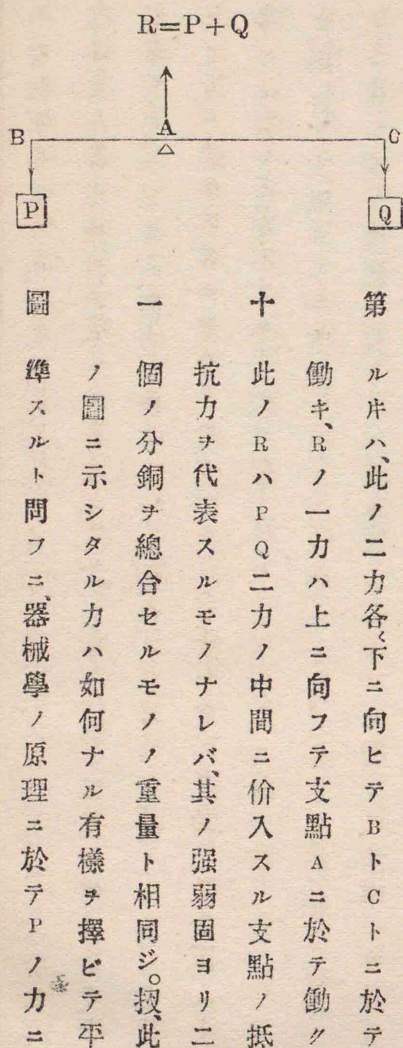 R=P+Q
A
B
C
P
Q
第十一圖
ル𪜈ハ、此ノ二力各〻下ニ向ヒテBトCトニ於テ
働キ、Rノ一力ハ上ニ向フテ支點Aニ於テ働ク
此ノRハPQ二力ノ中間ニ价入スル支點ノ抵
抗力ヲ代表スルモノナレバ、其ノ强弱固ヨリ二
個ノ分銅ヲ總合セルモノノ重量ト相同ジ。扨、此
ノ圖ニ示シタル力ハ如何ナル有樣ヲ擇ビテ平
準スルト問フニ、器械學ノ原理ニ於テPノ力ニ